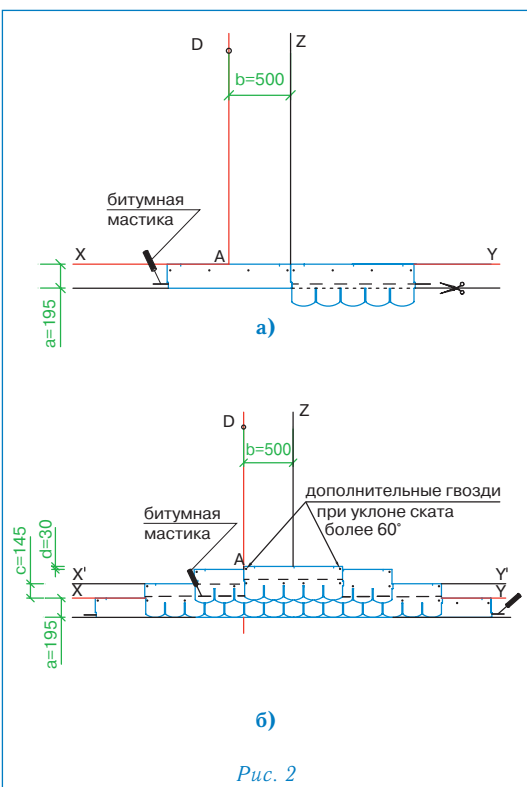 D
Z
b=500
битумная
мастика
X
A
Y
a=195
а)
D
Z
b=500
дополнительные гвозди
при уклоне ската
более 60°
битумная
мастика
d=30
c=145
A
X'
Y'
X
Y
a=195
б)
Рис. 2